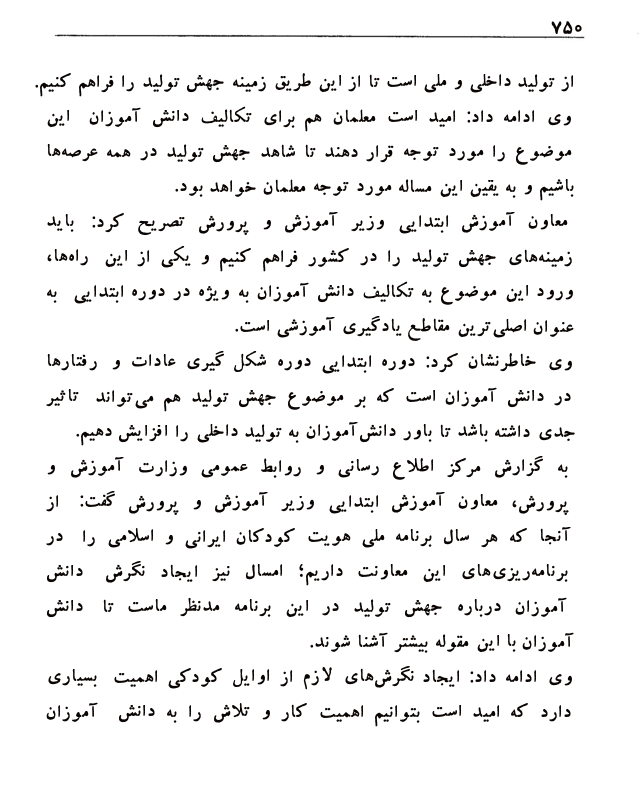 ۷۵۰
از تولید داخلی و ملی است تا از این طریق زمینه جهش تولید را فراهم کنیم.
وی ادامه داد: امید است معلمان هم برای تکالیف دانش آموزان این
موضوع را مورد توجه قرار دهند تا شاهد جهش تولید در همه عرصه‌ها
باشیم و به یقین این مساله مورد توجه معلمان خواهد بود.
معاون آموزش ابتدایی وزیر آموزش و پرورش تصریح کرد: باید
زمینه‌های جهش تولید را در کشور فراهم کنیم و یکی از این راه‌ها،
ورود این موضوع به تکالیف دانش آموزان به ویژه در دوره ابتدایی به
عنوان اصلی‌ترین مقاطع یادگیری آموزشی است.
وی خاطرنشان کرد: دوره ابتدایی دوره شکل گیری عادات و رفتارها
در دانش آموزان است که بر موضوع جهش تولید هم می‌تواند تاثیر
جدی داشته باشد تا باور دانش‌آموزان به تولید داخلی را افزایش دهیم.
به گزارش مرکز اطلاع رسانی و روابط عمومی وزارت آموزش و
پرورش، معاون آموزش ابتدایی وزیر آموزش و پرورش گفت: از
آنجا که هر سال برنامه ملی هویت کودکان ایرانی و اسلامی را در
برنامه‌ریزی‌های این معاونت داریم؛ امسال نیز ایجاد نگرش دانش
آموزان درباره جهش تولید در این برنامه مدنظر ماست تا دانش
آموزان با این مقوله بیشتر آشنا شوند.
وی ادامه داد: ایجاد نگرش‌های لازم از اوایل کودکی اهمیت بسیاری
دارد که امید است بتوانیم اهمیت کار و تلاش را به دانش آموزان